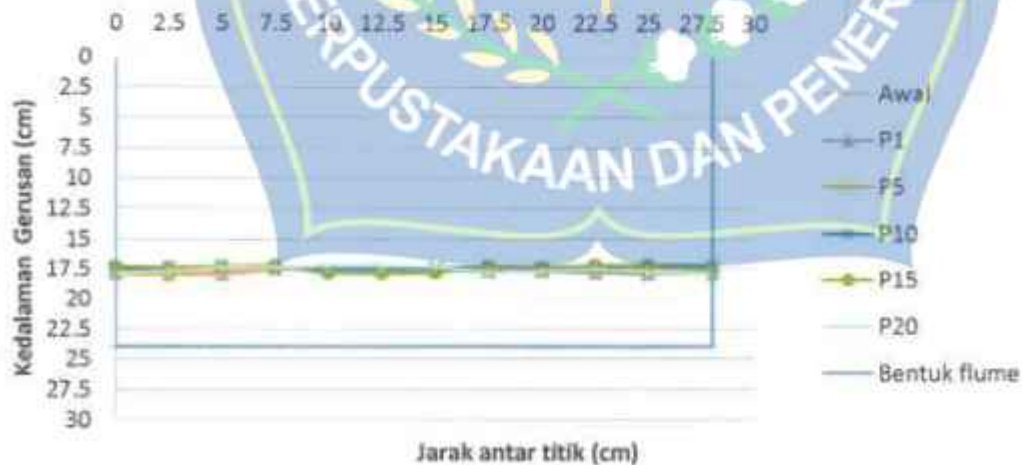 0 2.5 5 7.5 10 12.5 15 17.5 20 22.5 25 27.5 30
0
2.5
5
7.5
10
12.5
15
17.5
20
22.5
25
27.5
30
Kedalaman Gerusan (cm)
Jarak antar titik (cm)
Awal
P1
P5
P10
P15
P20
Bentuk flume
ERPUSTAKAAN DAN PENER